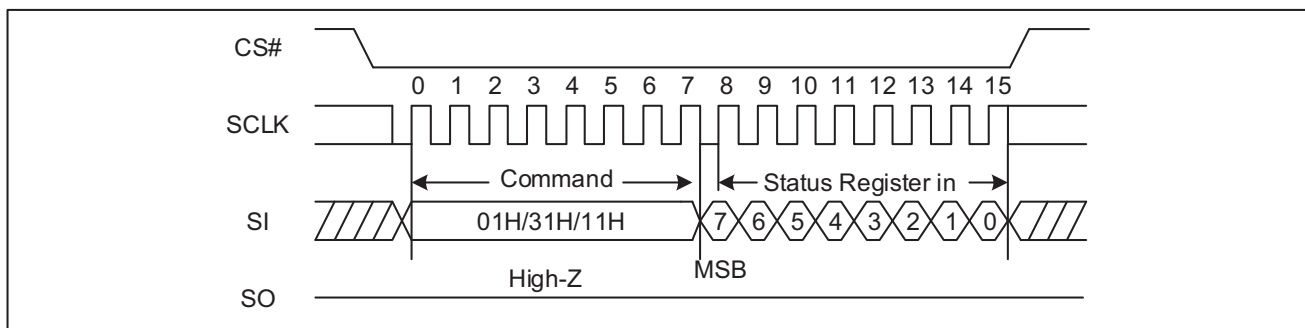 CS#
0 1 2 3 4 5 6 7 8 9 10 11 12 13 14 15
SCLK
Command
Status Register in
SI
01H/31H/11H
7 6 5 4 3 2 1 0
High-Z
MSB
SO